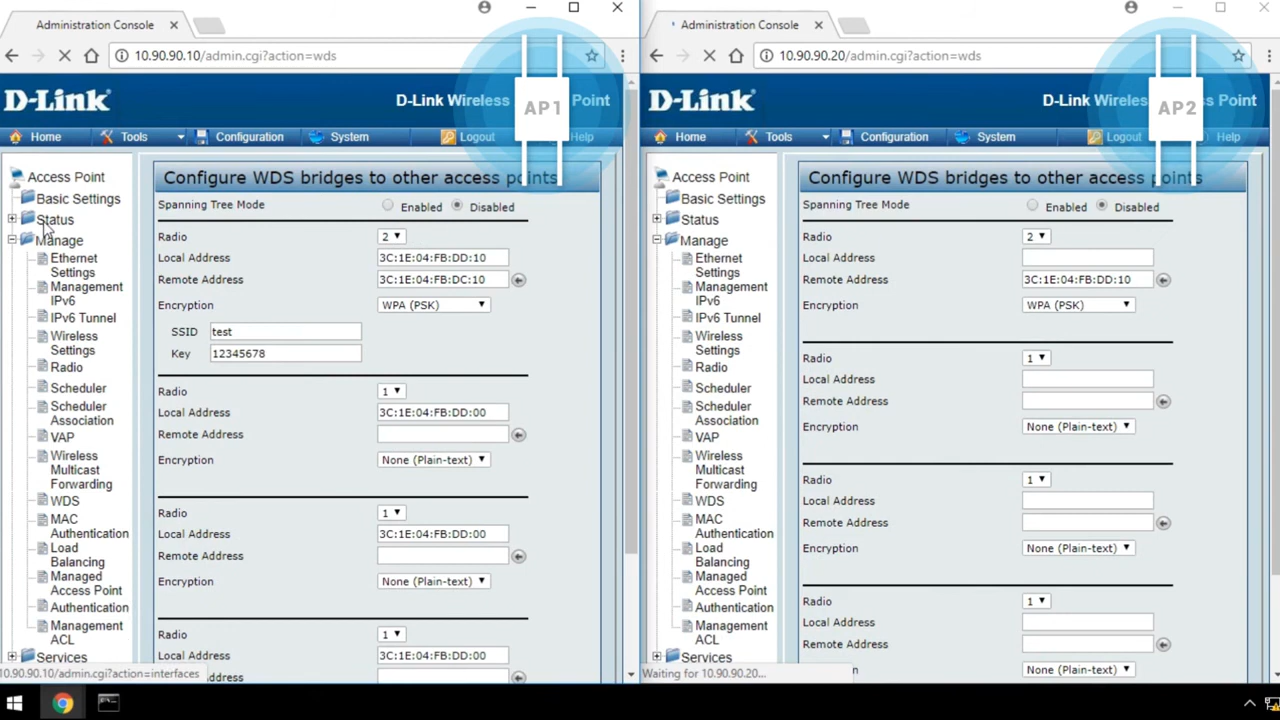 Administration Console
10.90.90.10/admin.cgi?action=wds
D-Link
D-Link Wireless
Point
AP1
Home
Tools
Configuration
System
Logout
Help
Access Point
Basic Settings
Status
Manage
Ethernet
Settings
Management
IPv6
IPv6 Tunnel
Wireless
Settings
Radio
Scheduler
Scheduler
Association
VAP
Wireless
Multicast
Forwarding
WDS
MAC
Authentication
Load
Balancing
Managed
Access Point
Authentication
Management
ACL
Services
10.90.90.10/admin.cgi?action=interfaces
Configure WDS bridges to other access points
Spanning Tree Mode Enabled Disabled
Radio 2
Local Address 3C:1E:04:FB:DD:10
Remote Address 3C:1E:04:FB:DC:10
Encryption WPA (PSK)
SSID test
Key 12345678
Radio 1
Local Address 3C:1E:04:FB:DD:00
Remote Address
Encryption None (Plain-text)
Radio 1
Local Address 3C:1E:04:FB:DD:00
Remote Address
Encryption None (Plain-text)
Radio 1
Local Address 3C:1E:04:FB:DD:00
ddress
Administration Console
10.90.90.20/admin.cgi?action=wds
D-Link
D-Link Wireless
Point
AP2
Home
Tools
Configuration
System
Logout
Help
Access Point
Basic Settings
Status
Manage
Ethernet
Settings
Management
IPv6
IPv6 Tunnel
Wireless
Settings
Radio
Scheduler
Scheduler
Association
VAP
Wireless
Multicast
Forwarding
WDS
MAC
Authentication
Load
Balancing
Managed
Access Point
Authentication
Management
ACL
Services
Waiting for 10.90.90.20...
Configure WDS bridges to other access points
Spanning Tree Mode Enabled Disabled
Radio 2
Local Address
Remote Address 3C:1E:04:FB:DD:10
Encryption WPA (PSK)
Radio 1
Local Address
Remote Address
Encryption None (Plain-text)
Radio 1
Local Address
Remote Address
Encryption None (Plain-text)
Radio 1
Local Address
Remote Address
None (Plain-text)